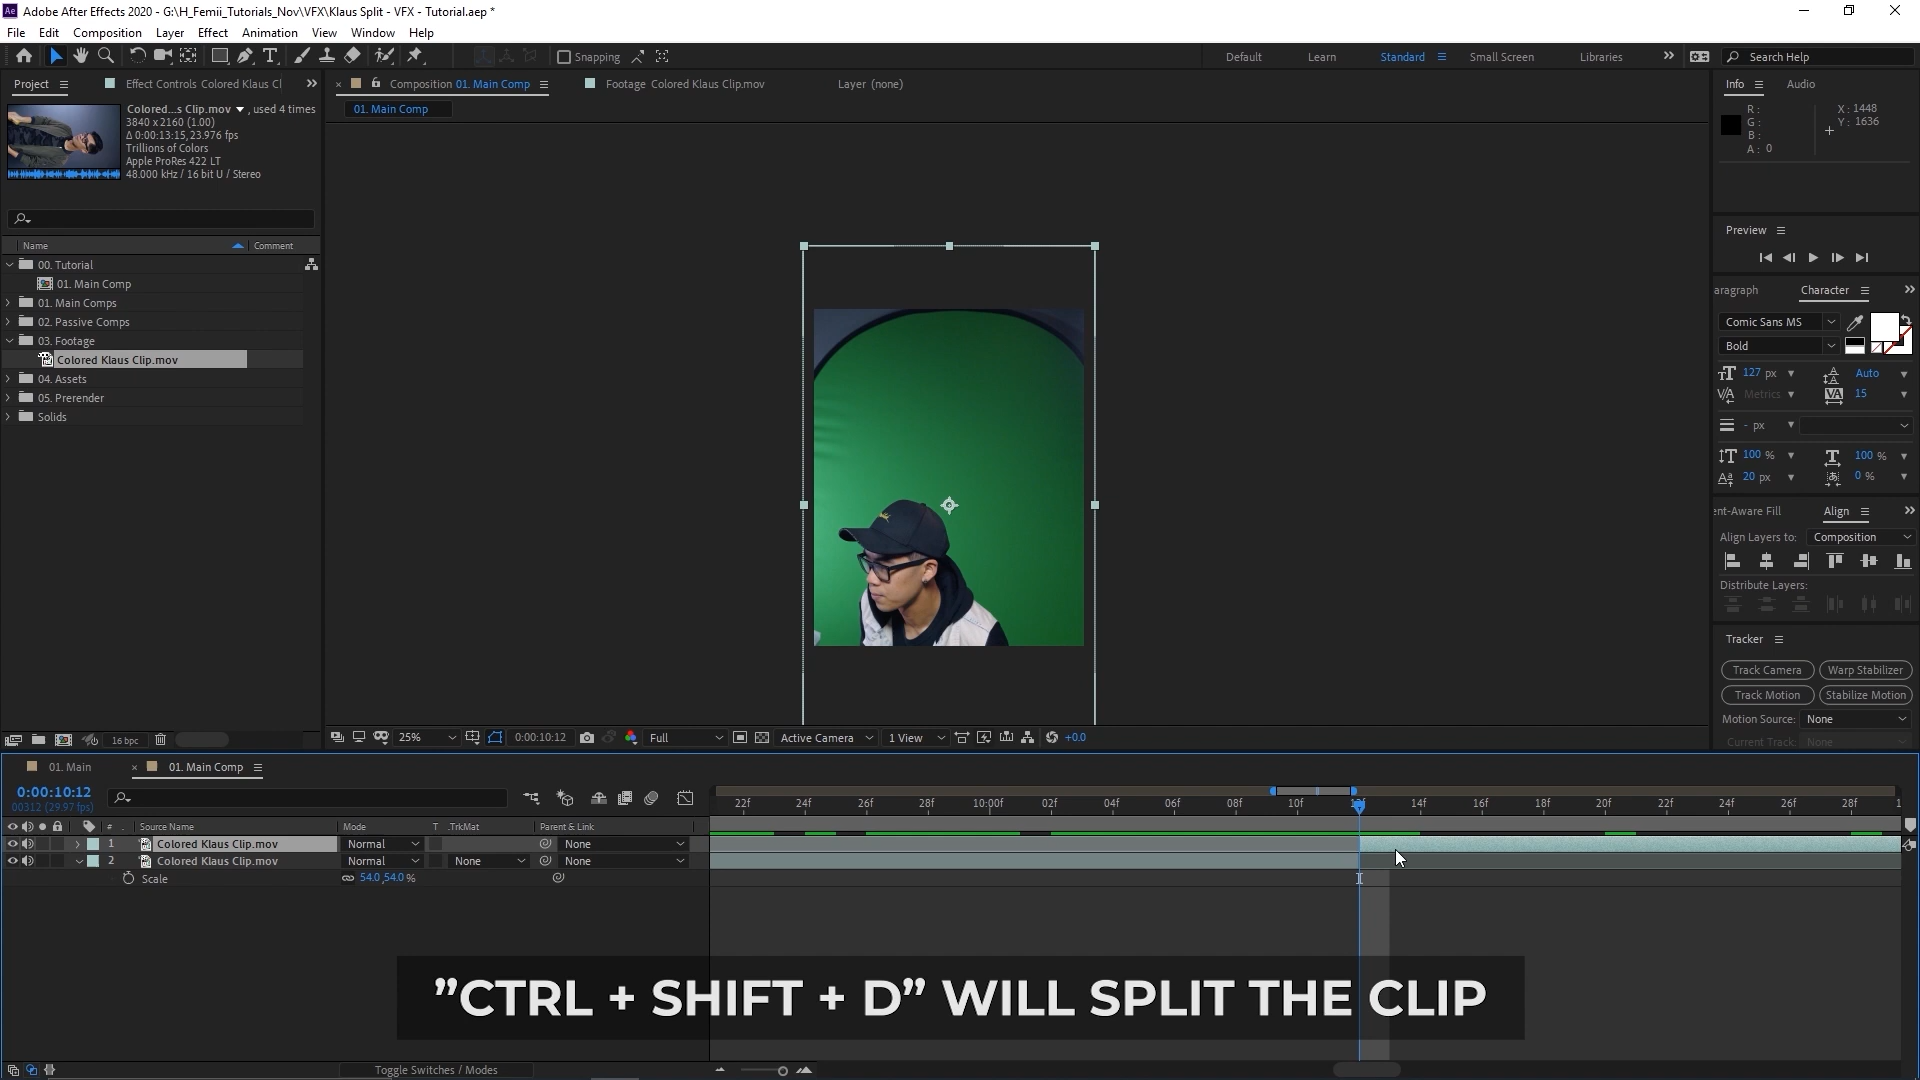 Adobe After Effects 2020 - G:\H_Femii_Tutorials_Nov\VFX\Klaus Split - VFX - Tutorial.aep *
File Edit Composition Layer Effect Animation View Window Help
Snapping
Default Learn Standard Small Screen Libraries
Search Help
Project
Effect Controls Colored Klaus Cl
Composition 01. Main Comp
Footage Colored Klaus Clip.mov
Layer (none)
Info
Audio
01. Main Comp
Colored...s Clip.mov , used 4 times
3840 x 2160 (1.00)
Δ 0:00:13:15, 23.976 fps
Trillions of Colors
Apple ProRes 422 LT
48.000 kHz / 16 bit U / Stereo
R :
G :
B :
A : 0
X : 1448
Y : 1636
Name
Comment
00. Tutorial
01. Main Comp
01. Main Comps
02. Passive Comps
03. Footage
Colored Klaus Clip.mov
04. Assets
05. Prerender
Solids
Preview
aragraph
Character
Comic Sans MS
Bold
127 px
Auto
Metrics
15
- px
100 %
100 %
20 px
0 %
ent-Aware Fill
Align
Align Layers to: Composition
Distribute Layers:
Tracker
Track Camera
Warp Stabilizer
Track Motion
Stabilize Motion
Motion Source: None
Current Track: None
16 bpc
25%
0:00:10:12
Full
Active Camera
1 View
+0.0
01. Main
01. Main Comp
0:00:10:12
00312 (29.97 fps)
22f 24f 26f 28f 10:00f 02f 04f 06f 08f 10f 12f 14f 16f 18f 20f 22f 24f 26f 28f 1
# Source Name Mode T .TrkMat Parent & Link
1 Colored Klaus Clip.mov Normal None
2 Colored Klaus Clip.mov Normal None None
Scale 54.0,54.0 %
"CTRL + SHIFT + D" WILL SPLIT THE CLIP
Toggle Switches / Modes